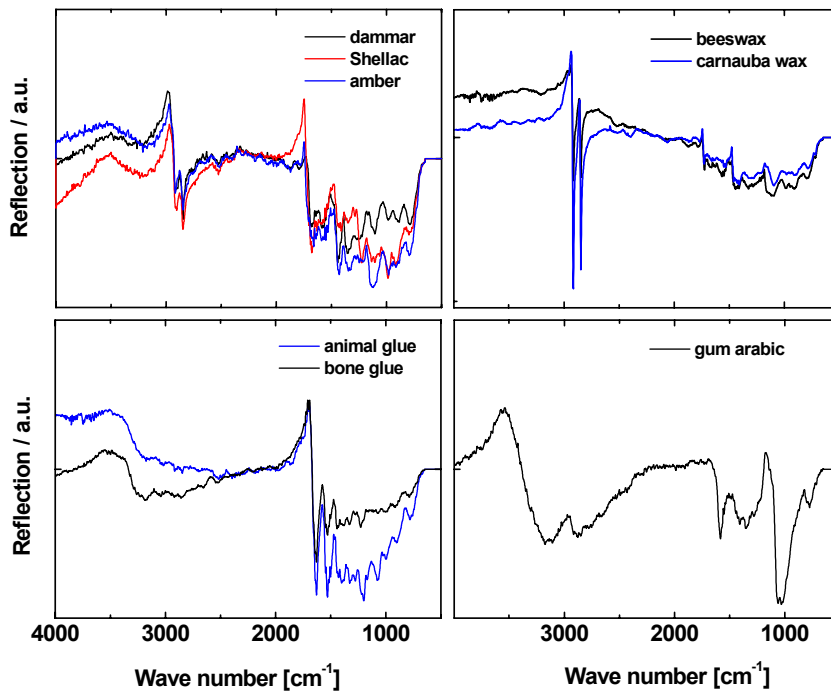 dammar
Shellac
amber
beeswax
carnauba wax
Reflection / a.u.
animal glue
bone glue
gum arabic
Reflection / a.u.
4000 3000 2000 1000 3000 2000 1000
Wave number [cm-1] Wave number [cm-1]